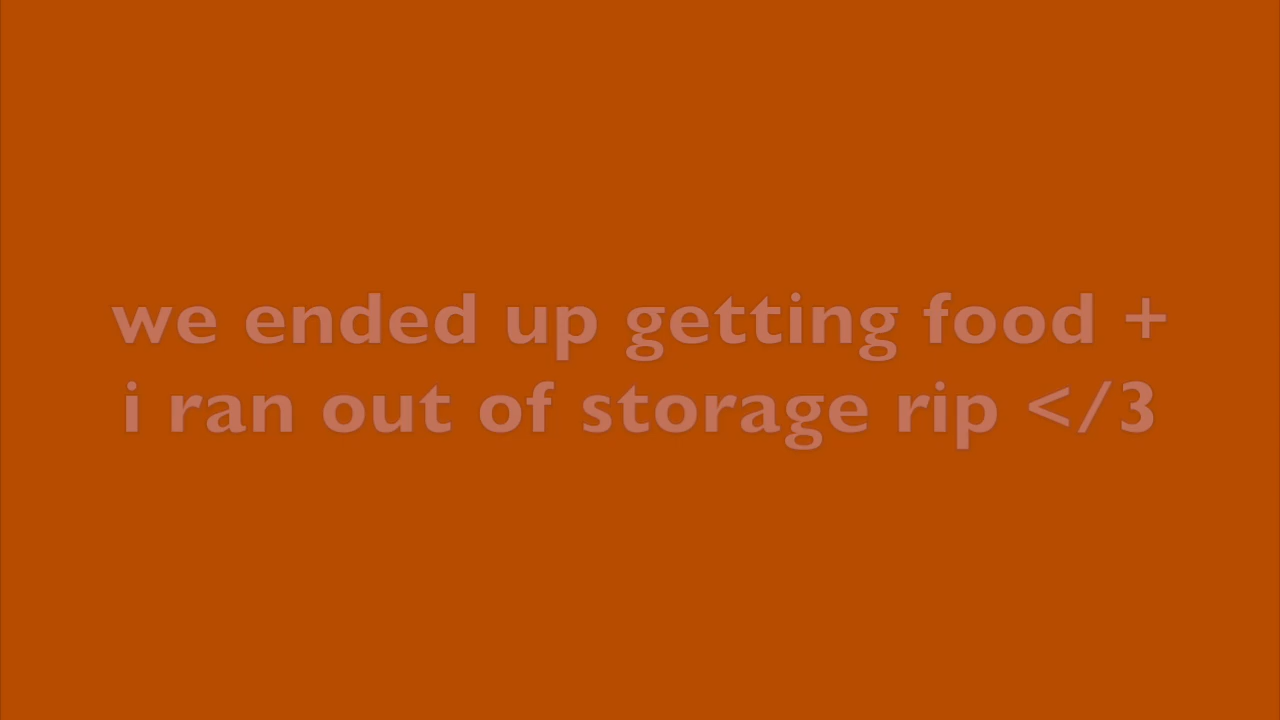 we ended up getting food +
i ran out of storage rip </3